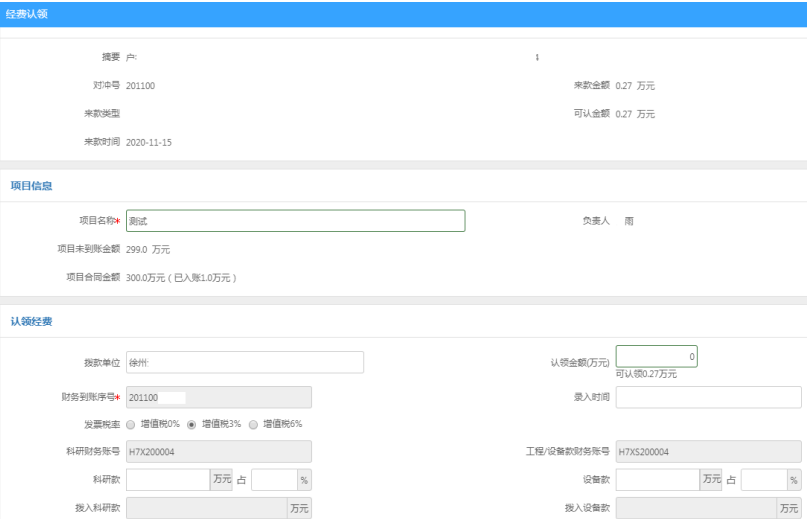 经费认领
摘要 户:
对冲号 201100 来款金额 0.27 万元
来款类型 可认金额 0.27 万元
来款时间 2020-11-15
项目信息
项目名称* 测试 负责人 雨
项目未到账金额 299.0 万元
项目合同金额 300.0万元 ( 已入账1.0万元 )
认领经费
拨款单位 徐州: 认领金额(万元) 0
可认领0.27万元
财务到账序号* 201100 录入时间
发票税率 增值税0% 增值税3% 增值税6%
科研财务账号 H7X200004 工程/设备款财务账号 H7XS200004
科研款 万元 占 % 设备款 万元 占 %
拨入科研款 万元 拨入设备款 万元